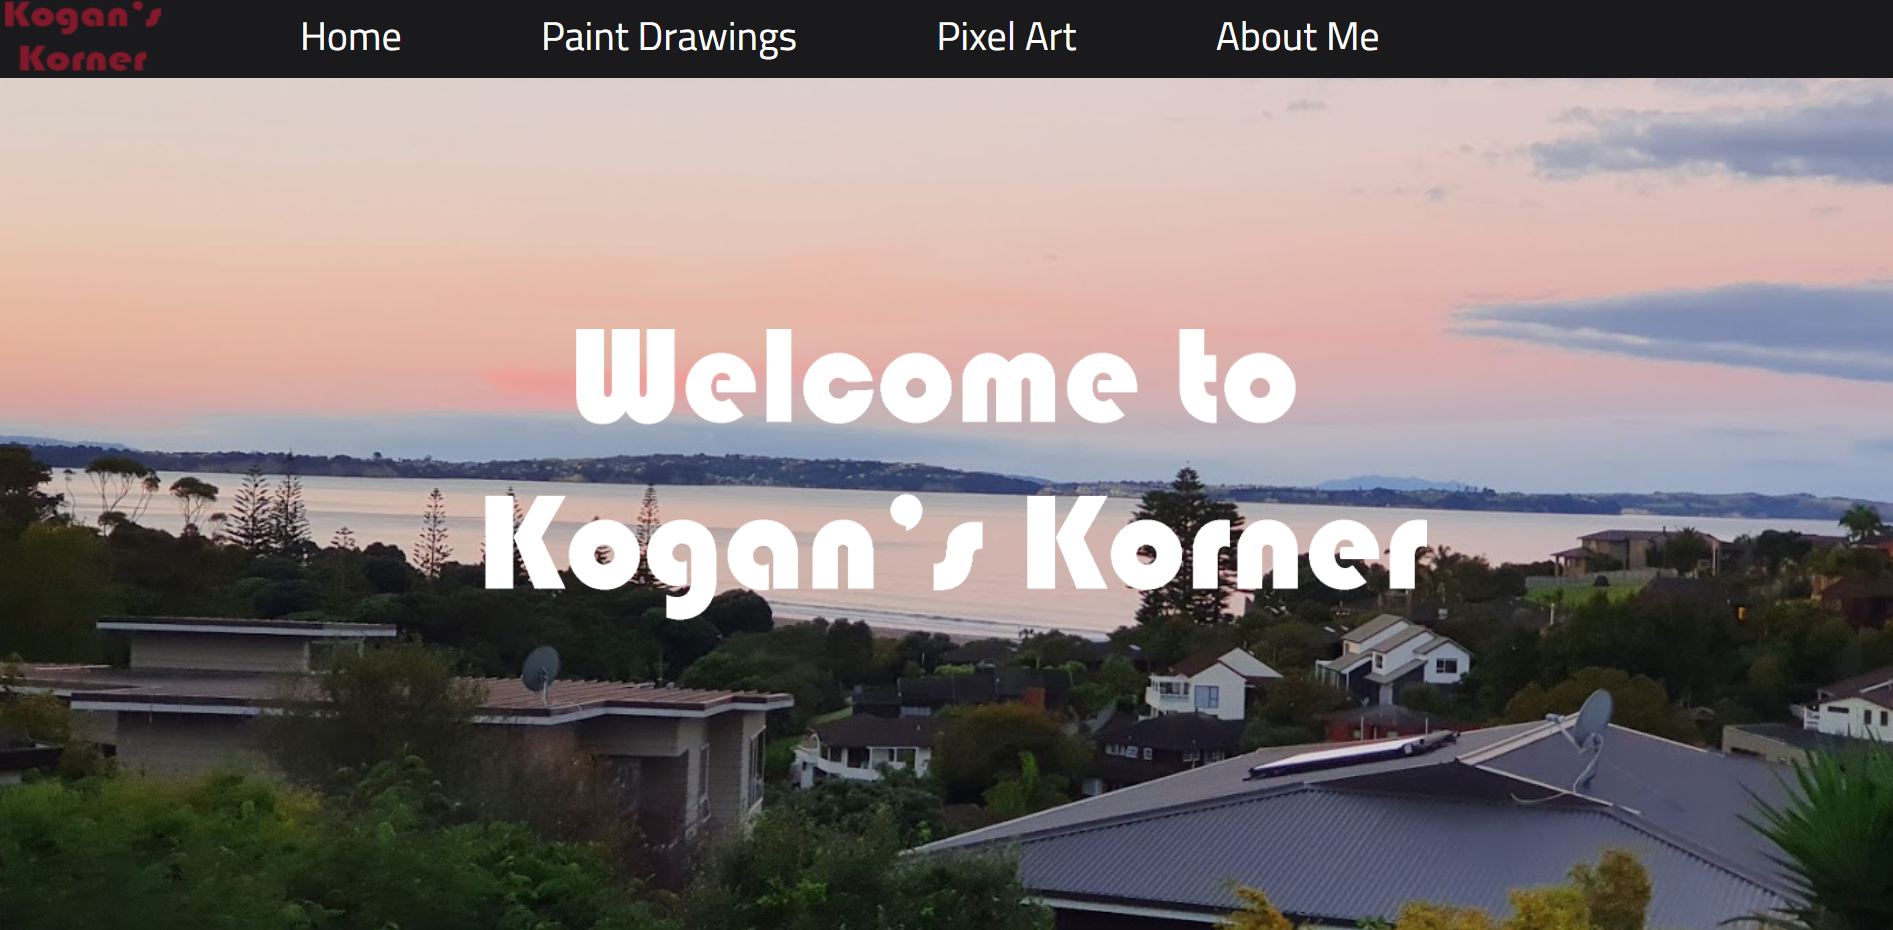 Kogan's
Korner
Home Paint Drawings Pixel Art About Me
Welcome to
Kogan's Korner